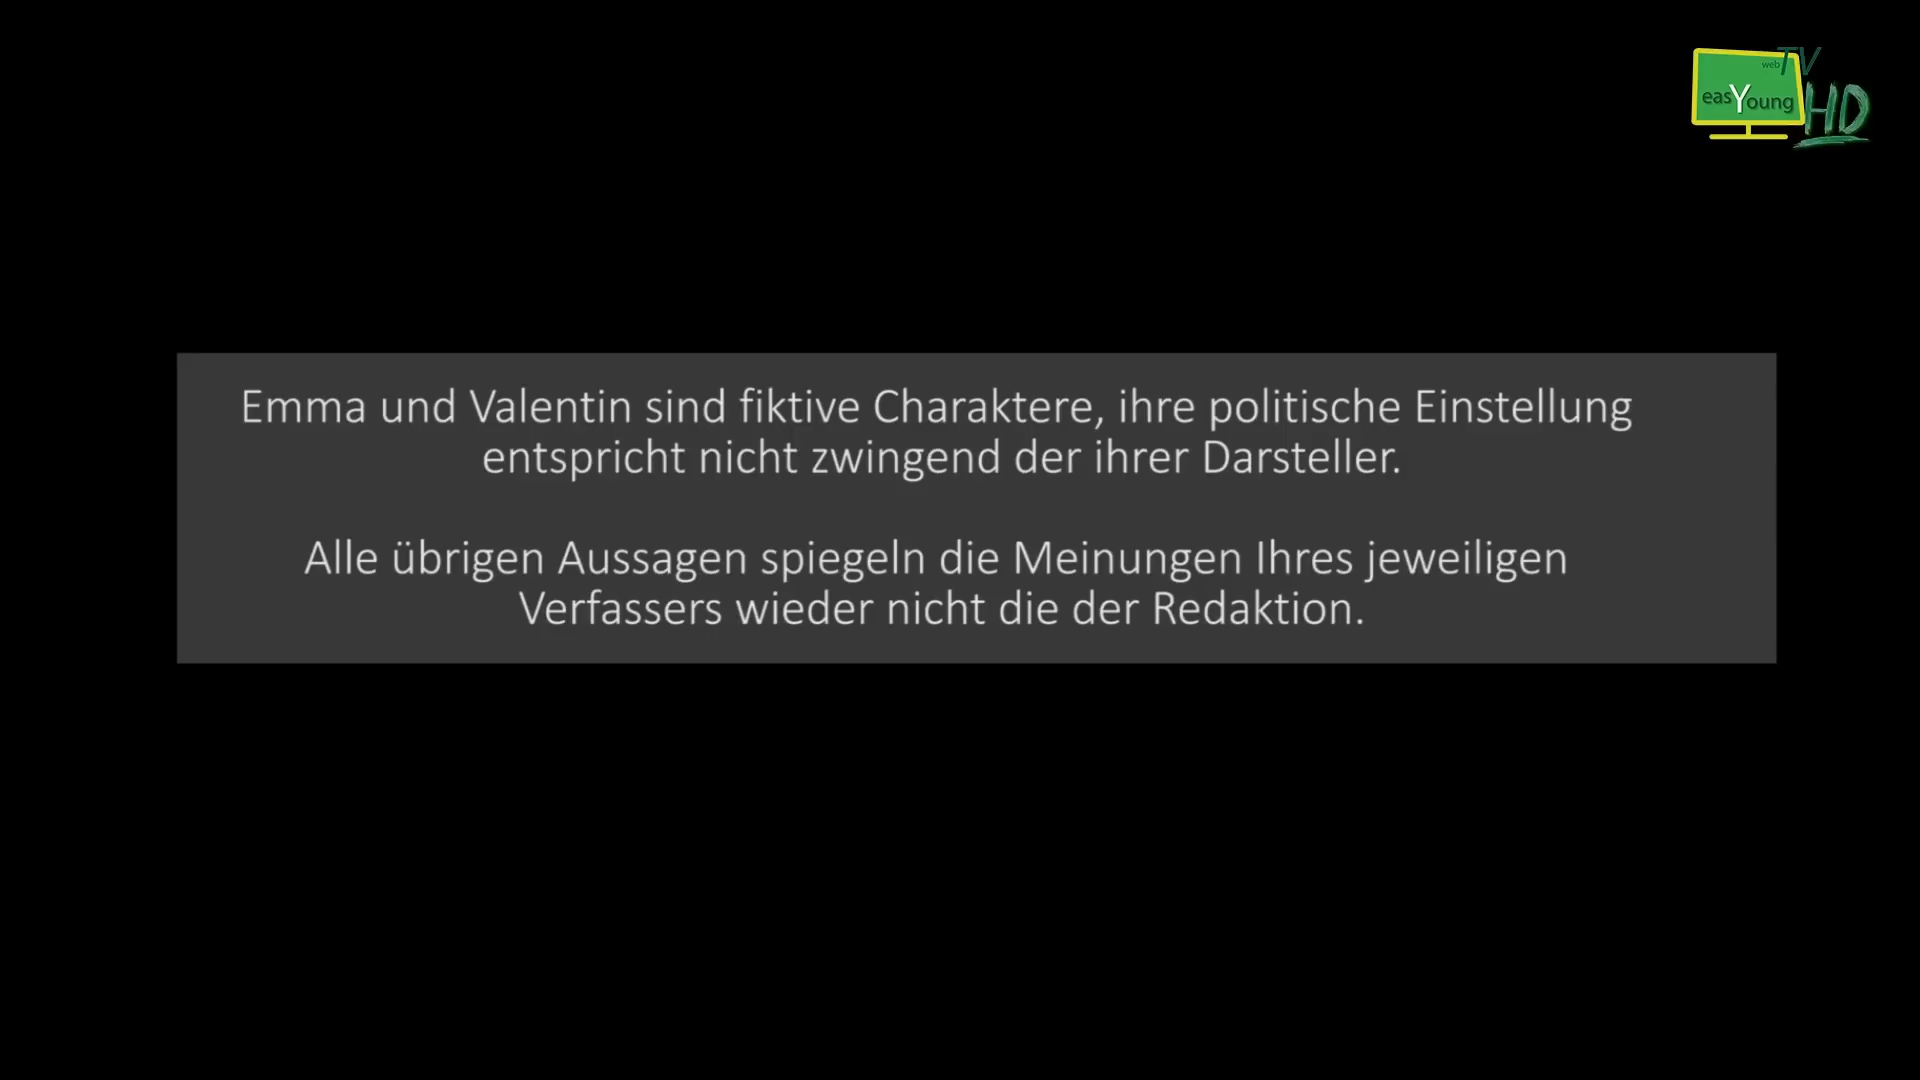 web TV
easYoung
HD
Emma und Valentin sind fiktive Charaktere, ihre politische Einstellung
entspricht nicht zwingend der ihrer Darsteller.
Alle übrigen Aussagen spiegeln die Meinungen Ihres jeweiligen
Verfassers wieder nicht die der Redaktion.